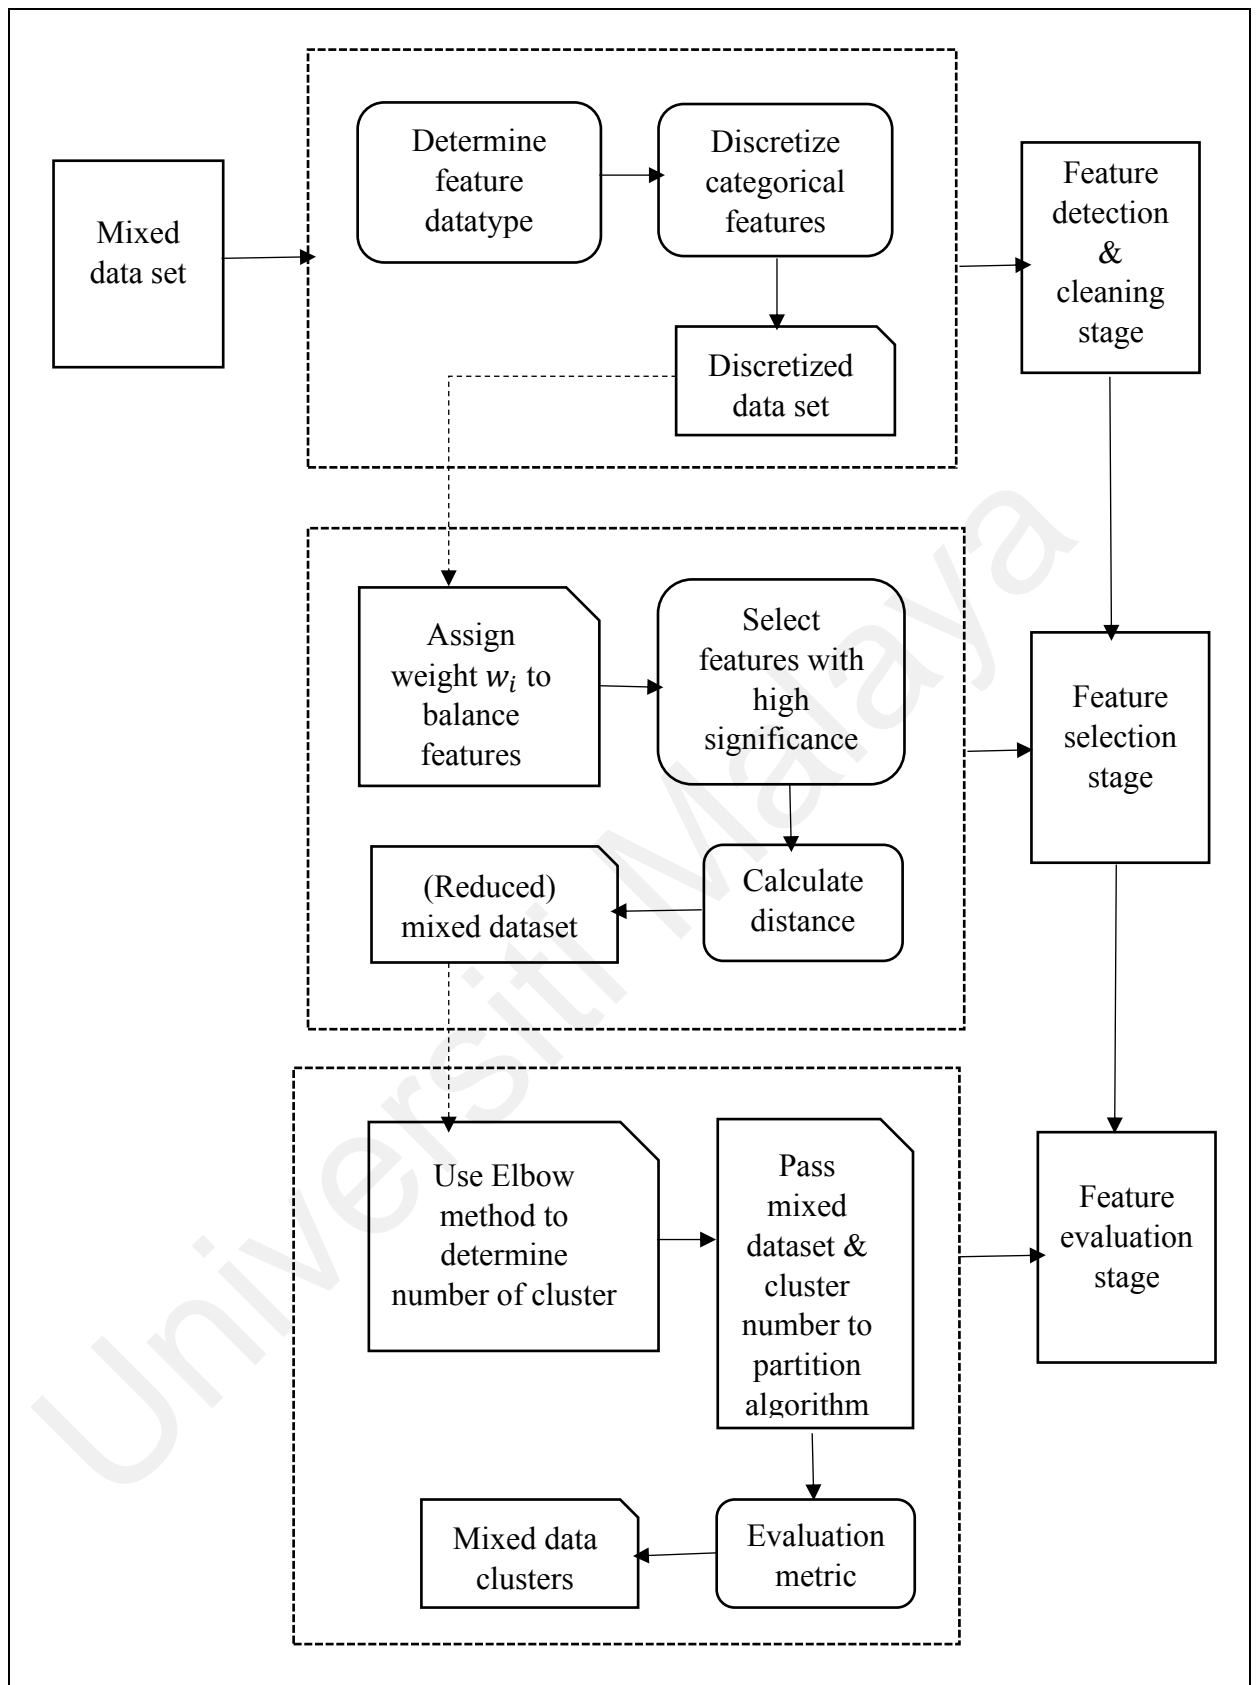 Mixed
data set
Determine
feature
datatype
Discretize
categorical
features
Discretized
data set
Feature
detection
&
cleaning
stage
Assign
weight wᵢ to
balance
features
Select
features with
high
significance
Calculate
distance
(Reduced)
mixed dataset
Feature
selection
stage
Use Elbow
method to
determine
number of cluster
Pass
mixed
dataset &
cluster
number to
partition
algorithm
Evaluation
metric
Mixed data
clusters
Feature
evaluation
stage
Universiti Malaya